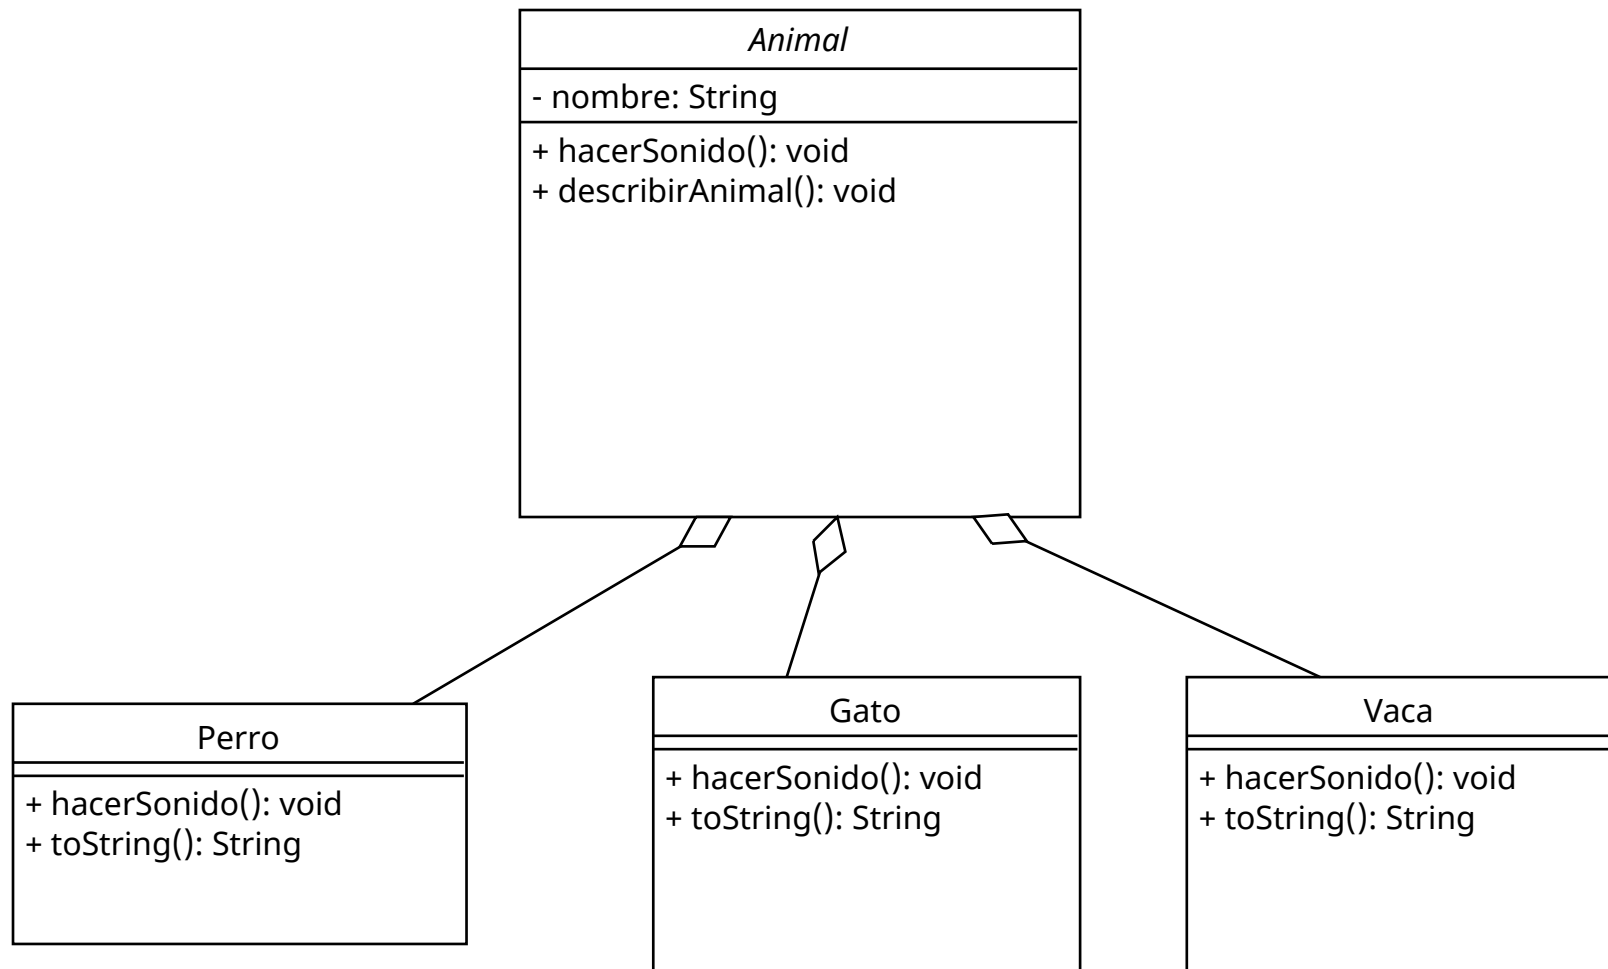 Animal
- nombre: String
+ hacerSonido(): void
+ describirAnimal(): void
Perro
+ hacerSonido(): void
+ toString(): String
Gato
+ hacerSonido(): void
+ toString(): String
Vaca
+ hacerSonido(): void
+ toString(): String